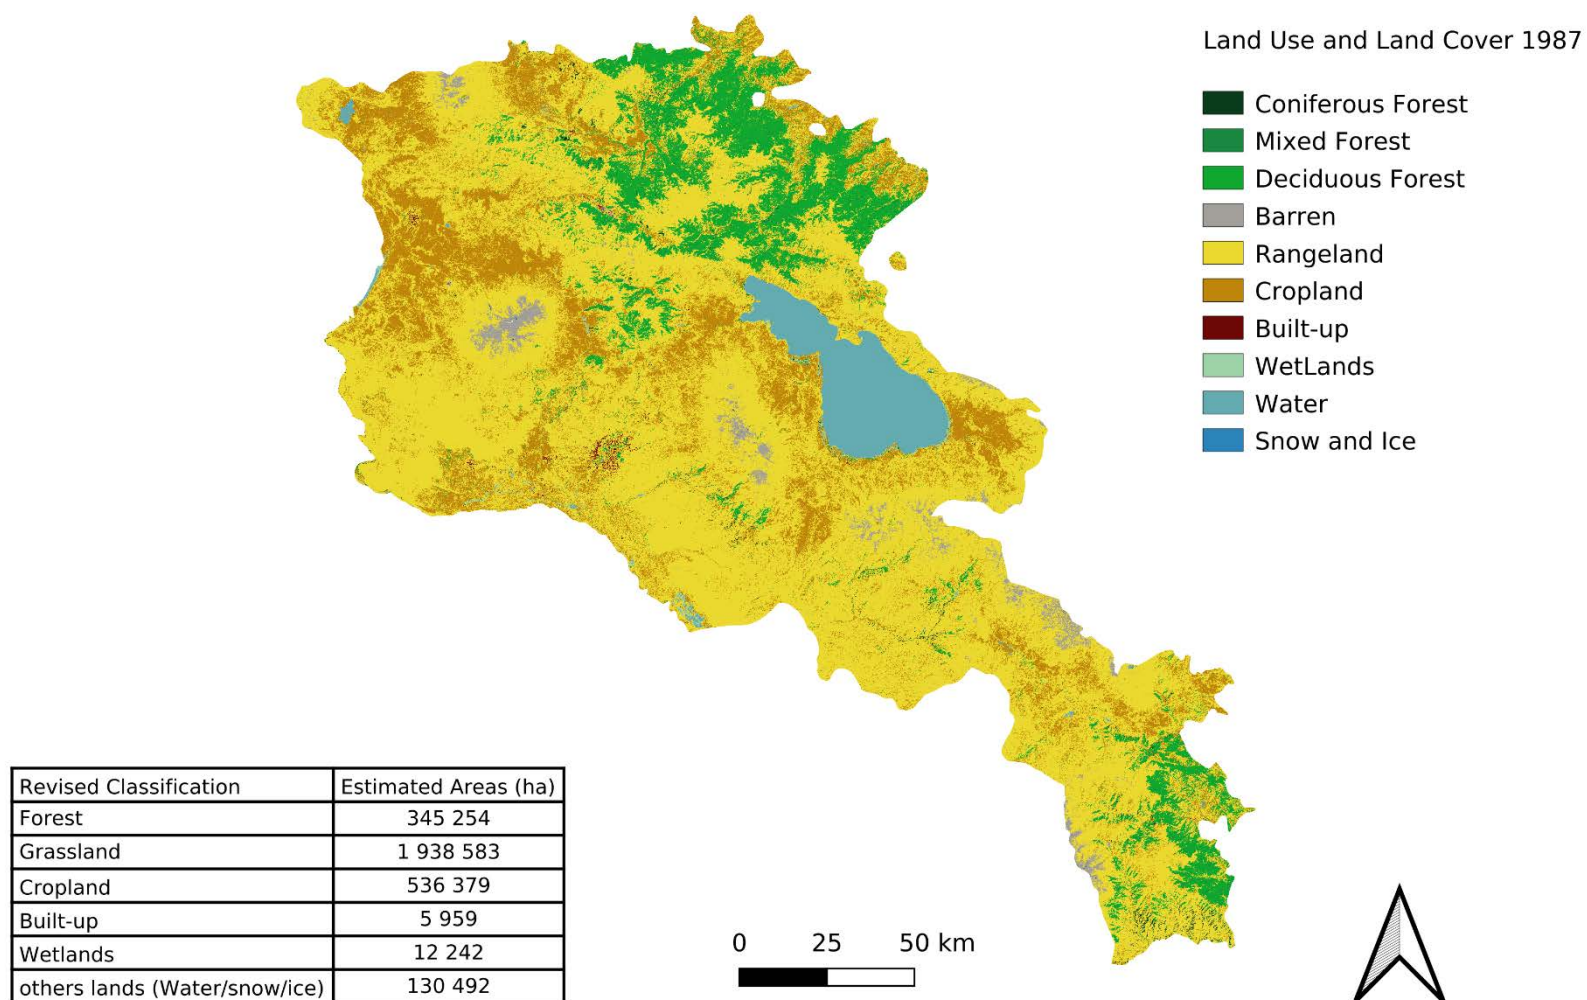 Land Use and Land Cover 1987
Coniferous Forest
Mixed Forest
Deciduous Forest
Barren
Rangeland
Cropland
Built-up
WetLands
Water
Snow and Ice
Revised Classification Estimated Areas (ha)
Forest 345 254
Grassland 1 938 583
Cropland 536 379
Built-up 5 959
Wetlands 12 242
others lands (Water/snow/ice) 130 492
0 25 50 km